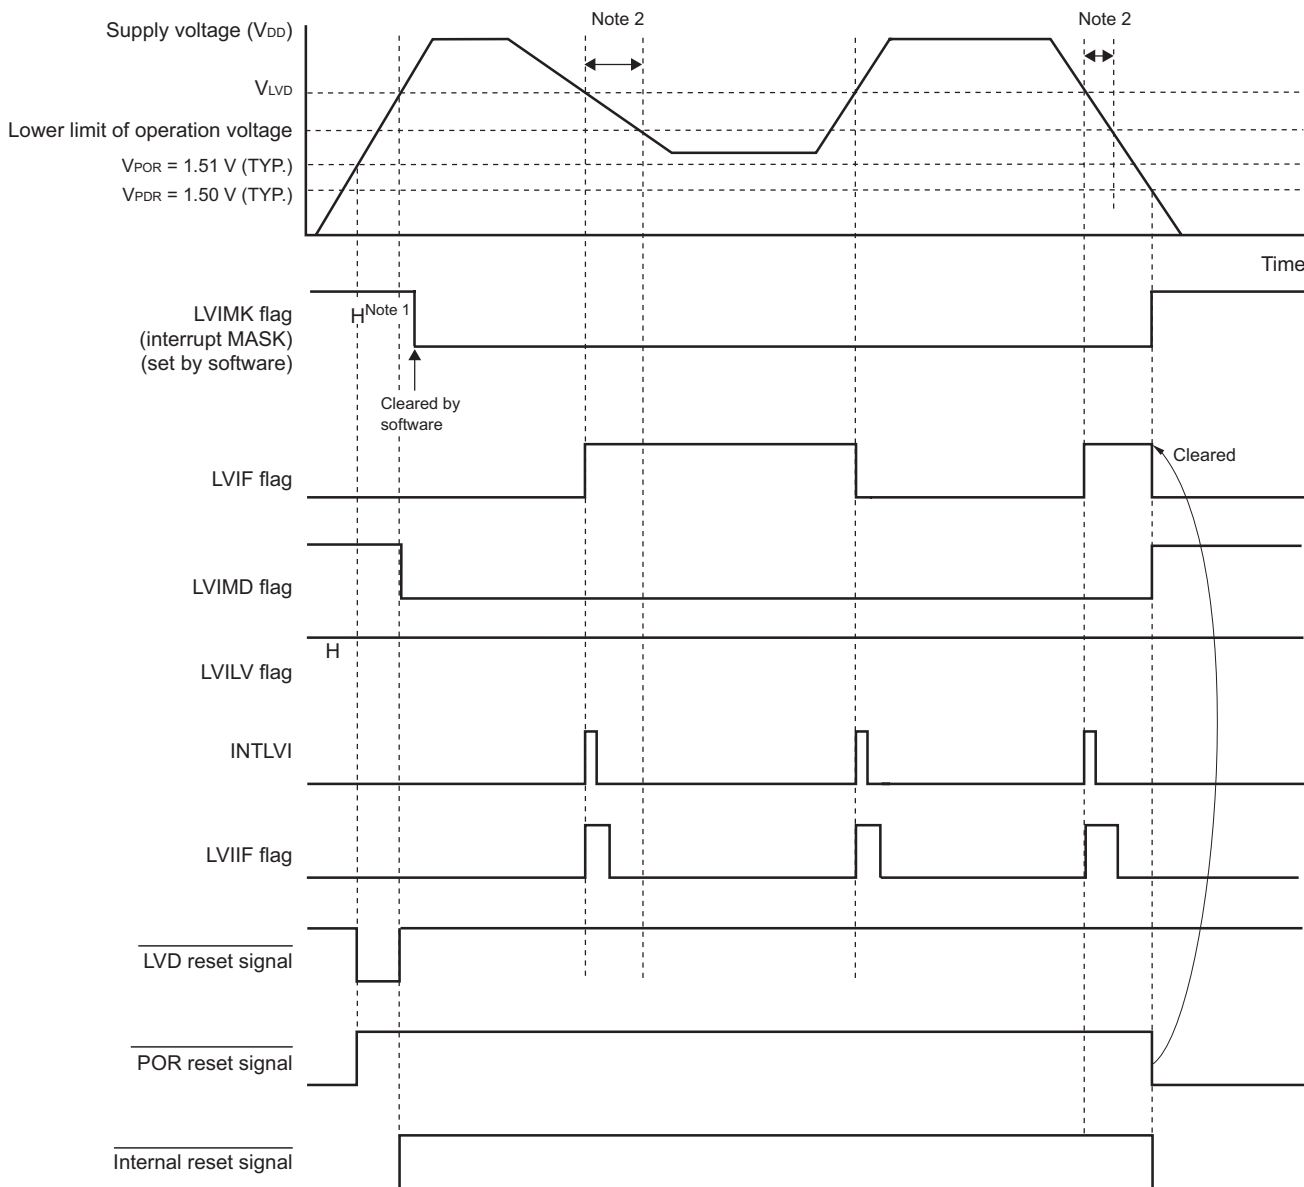 Note 2
Note 2
Supply voltage (VDD)
VLVD
Lower limit of operation voltage
VPOR = 1.51 V (TYP.)
VPDR = 1.50 V (TYP.)
Time
LVIMK flag
(interrupt MASK)
(set by software)
H Note 1
Cleared by
software
LVIF flag
Cleared
LVIMD flag
H
LVILV flag
INTLVI
LVIIF flag
LVD reset signal
POR reset signal
Internal reset signal